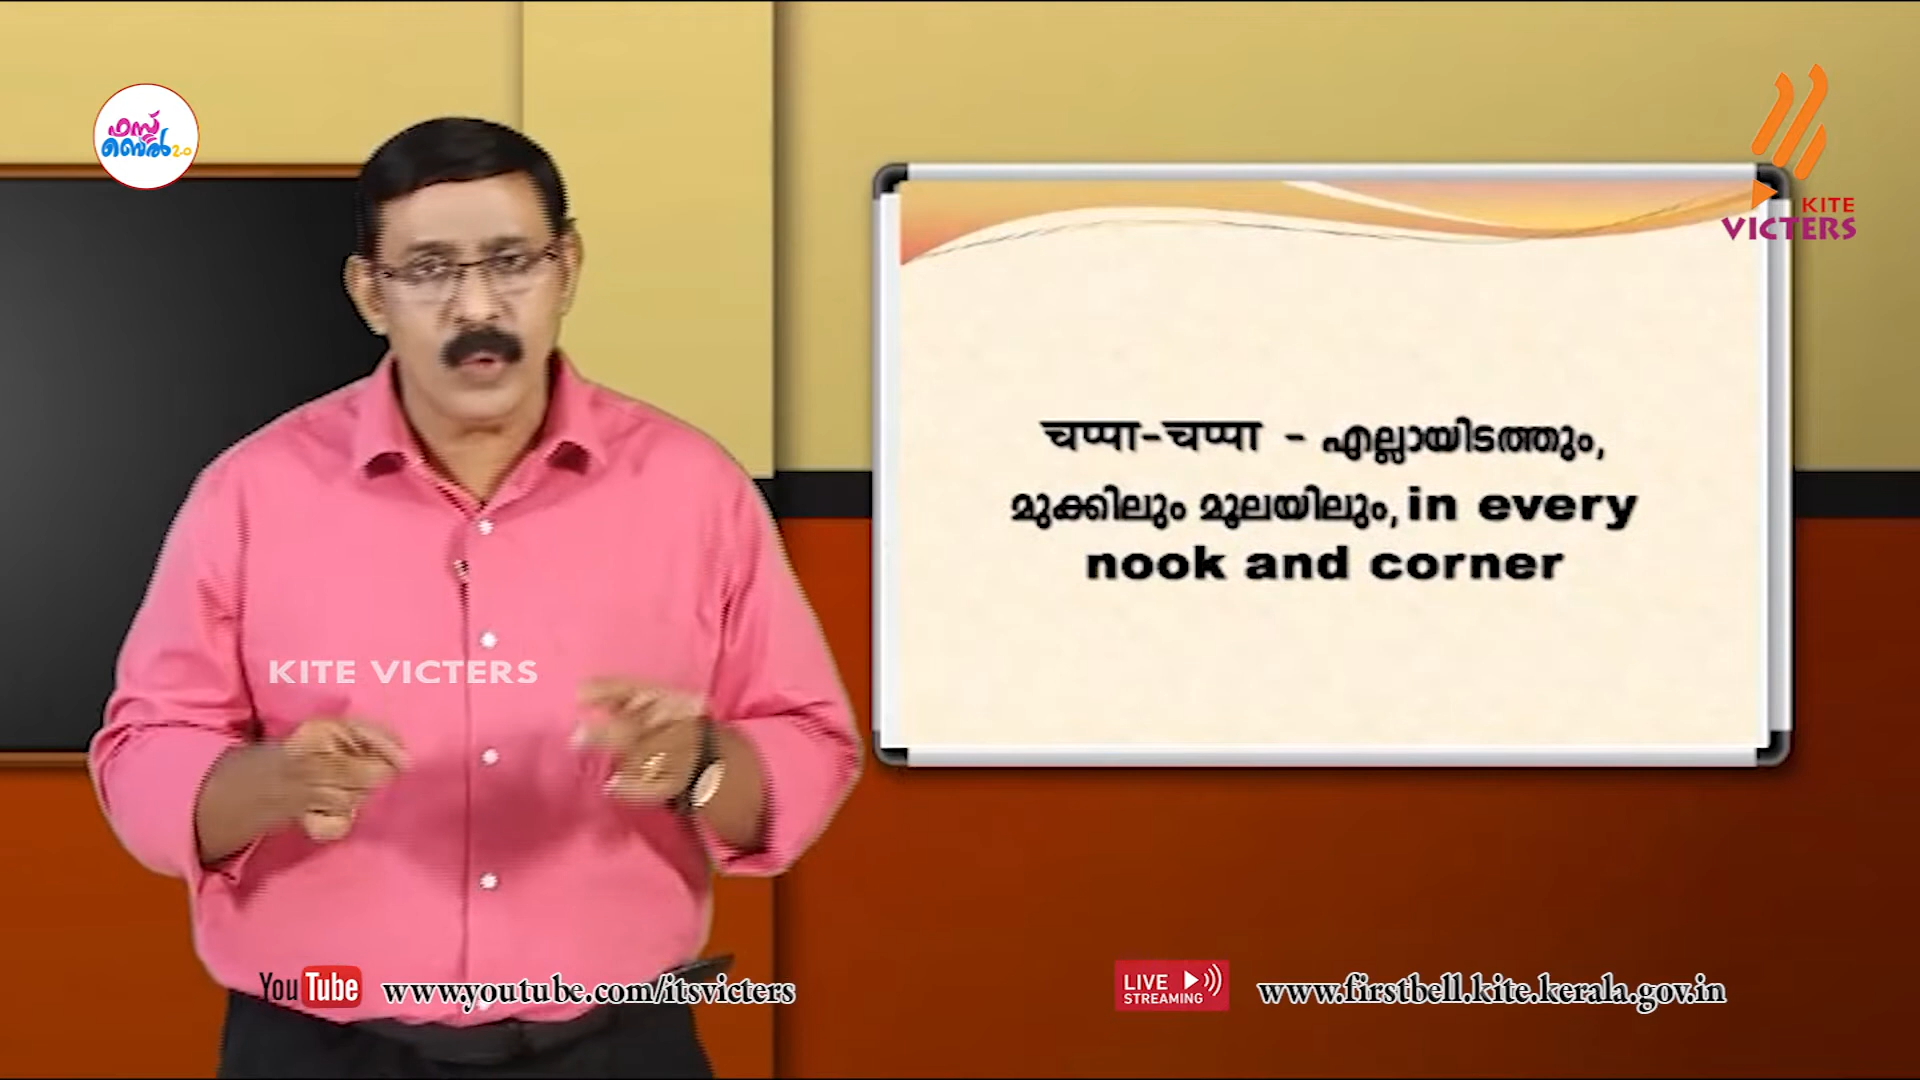 ഫസ്റ്റ്
ബെൽ 2.0
KITE
VICTERS
चप्पा-चप्पा - എല്ലായിടത്തും,
മുക്കിലും മൂലയിലും, in every
nook and corner
KITE VICTERS
YouTube www.youtube.com/itsvicters
LIVE STREAMING www.firstbell.kite.kerala.gov.in